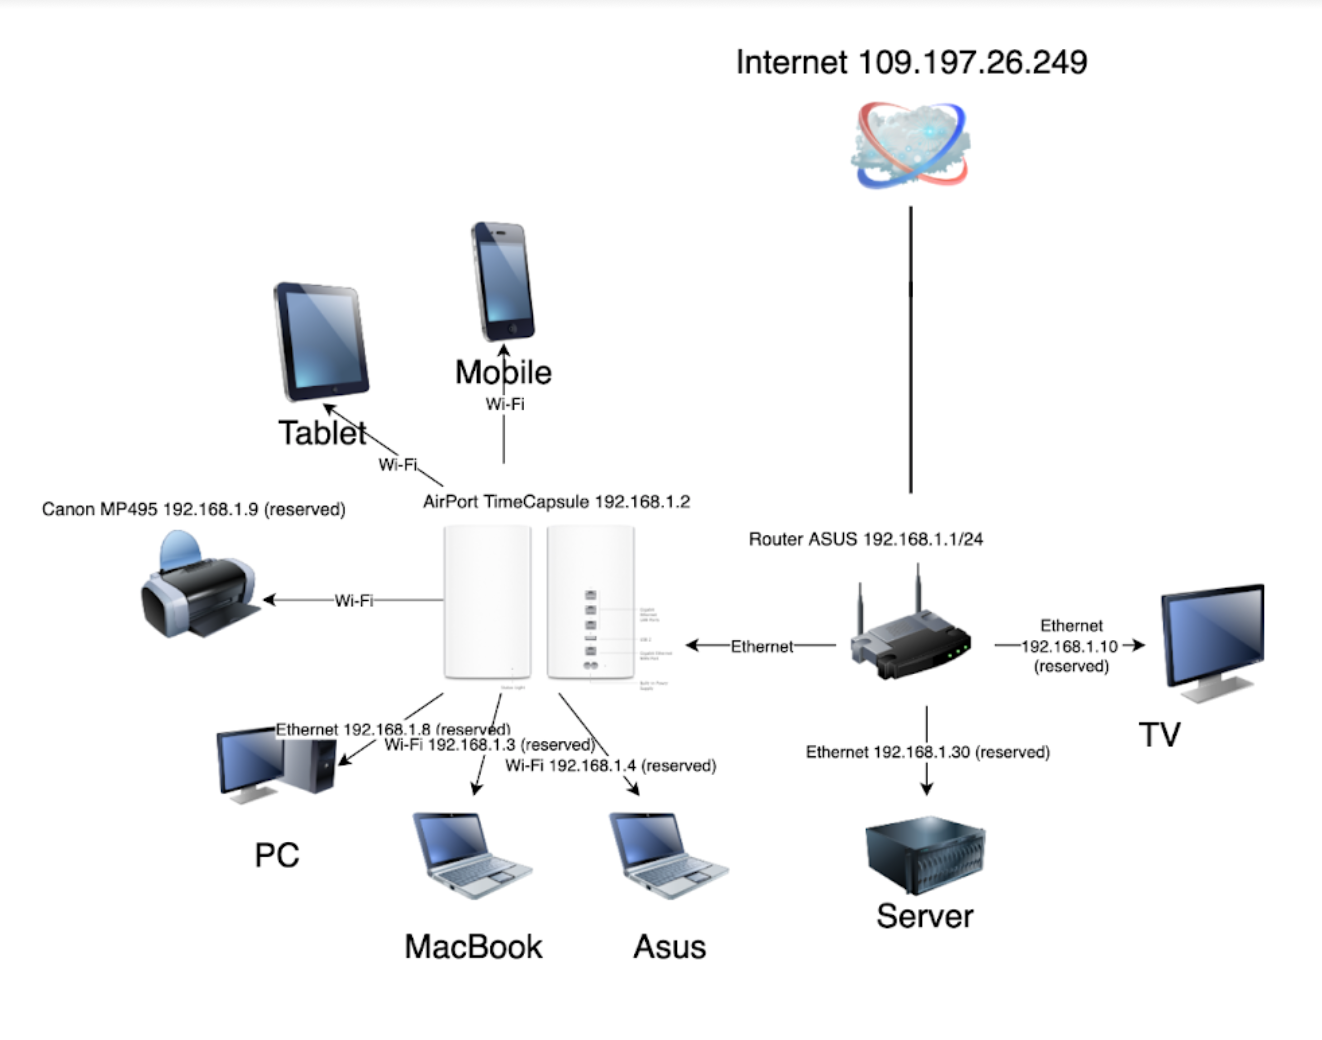 Internet 109.197.26.249
Mobile
Wi-Fi
Tablet
Wi-Fi
AirPort TimeCapsule 192.168.1.2
Canon MP495 192.168.1.9 (reserved)
Router ASUS 192.168.1.1/24
Wi-Fi
Ethernet
Ethernet
192.168.1.10
(reserved)
TV
Ethernet 192.168.1.8 (reserved)
Wi-Fi 192.168.1.3 (reserved)
Wi-Fi 192.168.1.4 (reserved)
Ethernet 192.168.1.30 (reserved)
PC
MacBook
Asus
Server